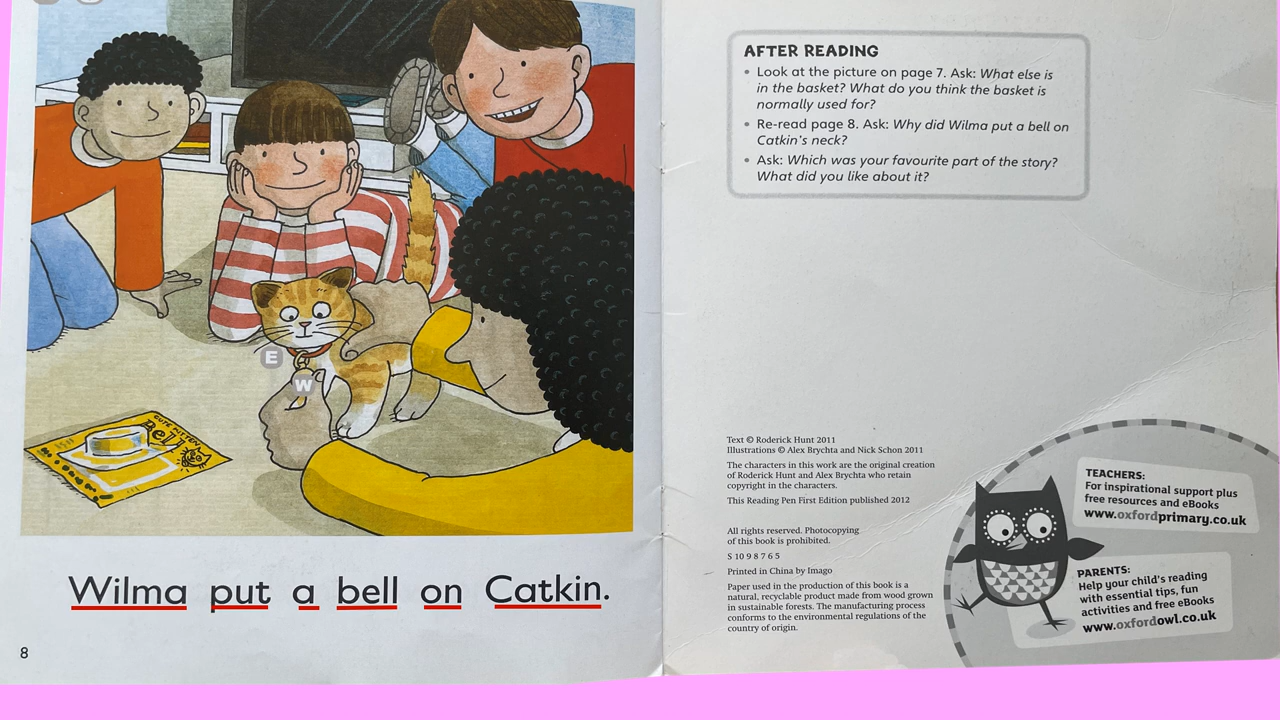 E
W
CUTE KITTEN
Bell
Wilma put a bell on Catkin.
8
AFTER READING
• Look at the picture on page 7. Ask: What else is
in the basket? What do you think the basket is
normally used for?
• Re-read page 8. Ask: Why did Wilma put a bell on
Catkin's neck?
• Ask: Which was your favourite part of the story?
What did you like about it?
Text © Roderick Hunt 2011
Illustrations © Alex Brychta and Nick Schon 2011
The characters in this work are the original creation
of Roderick Hunt and Alex Brychta who retain
copyright in the characters.
This Reading Pen First Edition published 2012
All rights reserved. Photocopying
of this book is prohibited.
S 10 9 8 7 6 5
Printed in China by Imago
Paper used in the production of this book is a
natural, recyclable product made from wood grown
in sustainable forests. The manufacturing process
conforms to the environmental regulations of the
country of origin.
TEACHERS:
For inspirational support plus
free resources and eBooks
www.oxfordprimary.co.uk
PARENTS:
Help your child's reading
with essential tips, fun
activities and free eBooks
www.oxfordowl.co.uk